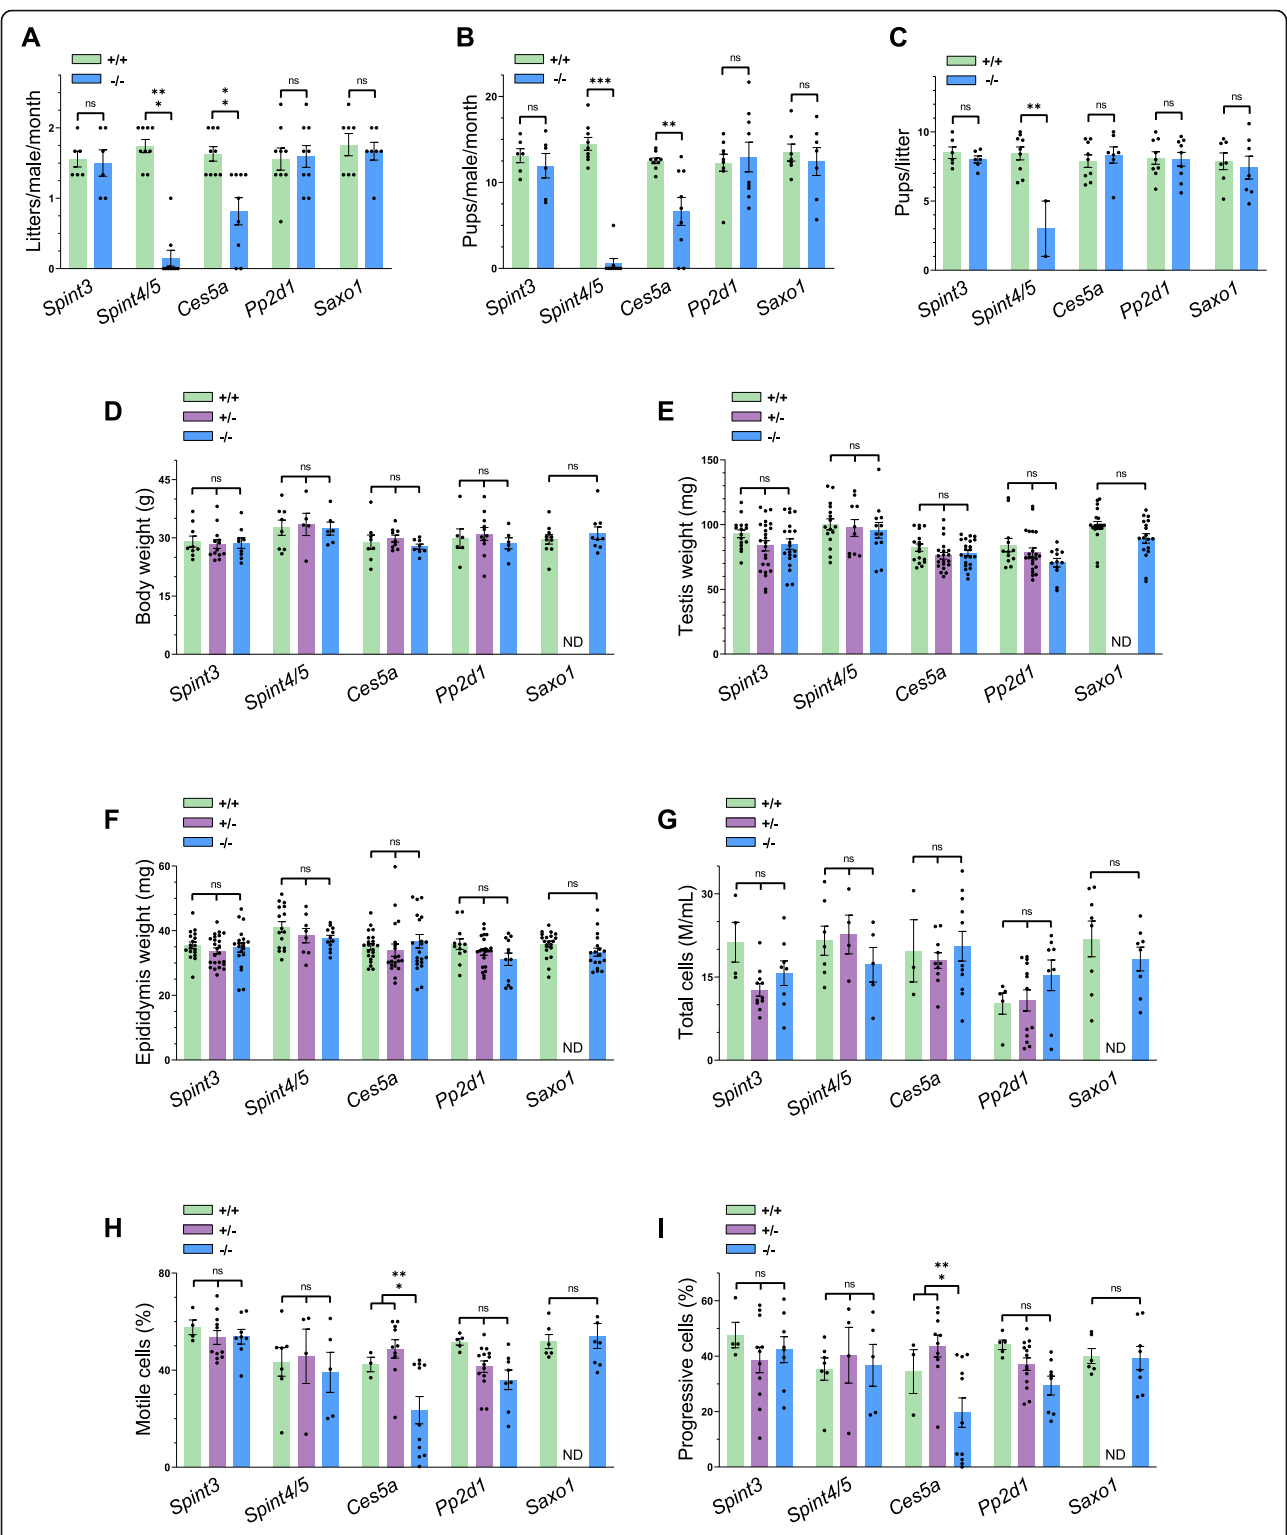 A
+/+
-/-
Litters/male/month
2
1
0
ns
**
*
*
*
ns
ns
Spint3
Spint4/5
Ces5a
Pp2d1
Saxo1
B
+/+
-/-
Pups/male/month
20
10
0
ns
***
**
ns
ns
Spint3
Spint4/5
Ces5a
Pp2d1
Saxo1
C
+/+
-/-
Pups/litter
10
5
0
ns
**
ns
ns
ns
Spint3
Spint4/5
Ces5a
Pp2d1
Saxo1
D
+/+
+/-
-/-
Body weight (g)
45
30
15
0
ns
ns
ns
ns
ns
Spint3
Spint4/5
Ces5a
Pp2d1
Saxo1
E
+/+
+/-
-/-
Testis weight (mg)
150
100
50
0
ns
ns
ns
ns
ns
ND
Spint3
Spint4/5
Ces5a
Pp2d1
Saxo1
ND
F
+/+
+/-
-/-
Epididymis weight (mg)
60
40
20
0
ns
ns
ns
ns
ns
ND
Spint3
Spint4/5
Ces5a
Pp2d1
Saxo1
G
+/+
+/-
-/-
Total cells (M/mL)
30
15
0
ns
ns
ns
ns
ns
ND
Spint3
Spint4/5
Ces5a
Pp2d1
Saxo1
H
+/+
+/-
-/-
Motile cells (%)
80
40
0
ns
ns
**
*
ns
ns
ND
Spint3
Spint4/5
Ces5a
Pp2d1
Saxo1
I
+/+
+/-
-/-
Progressive cells (%)
60
40
20
0
ns
ns
**
*
ns
ns
ND
Spint3
Spint4/5
Ces5a
Pp2d1
Saxo1